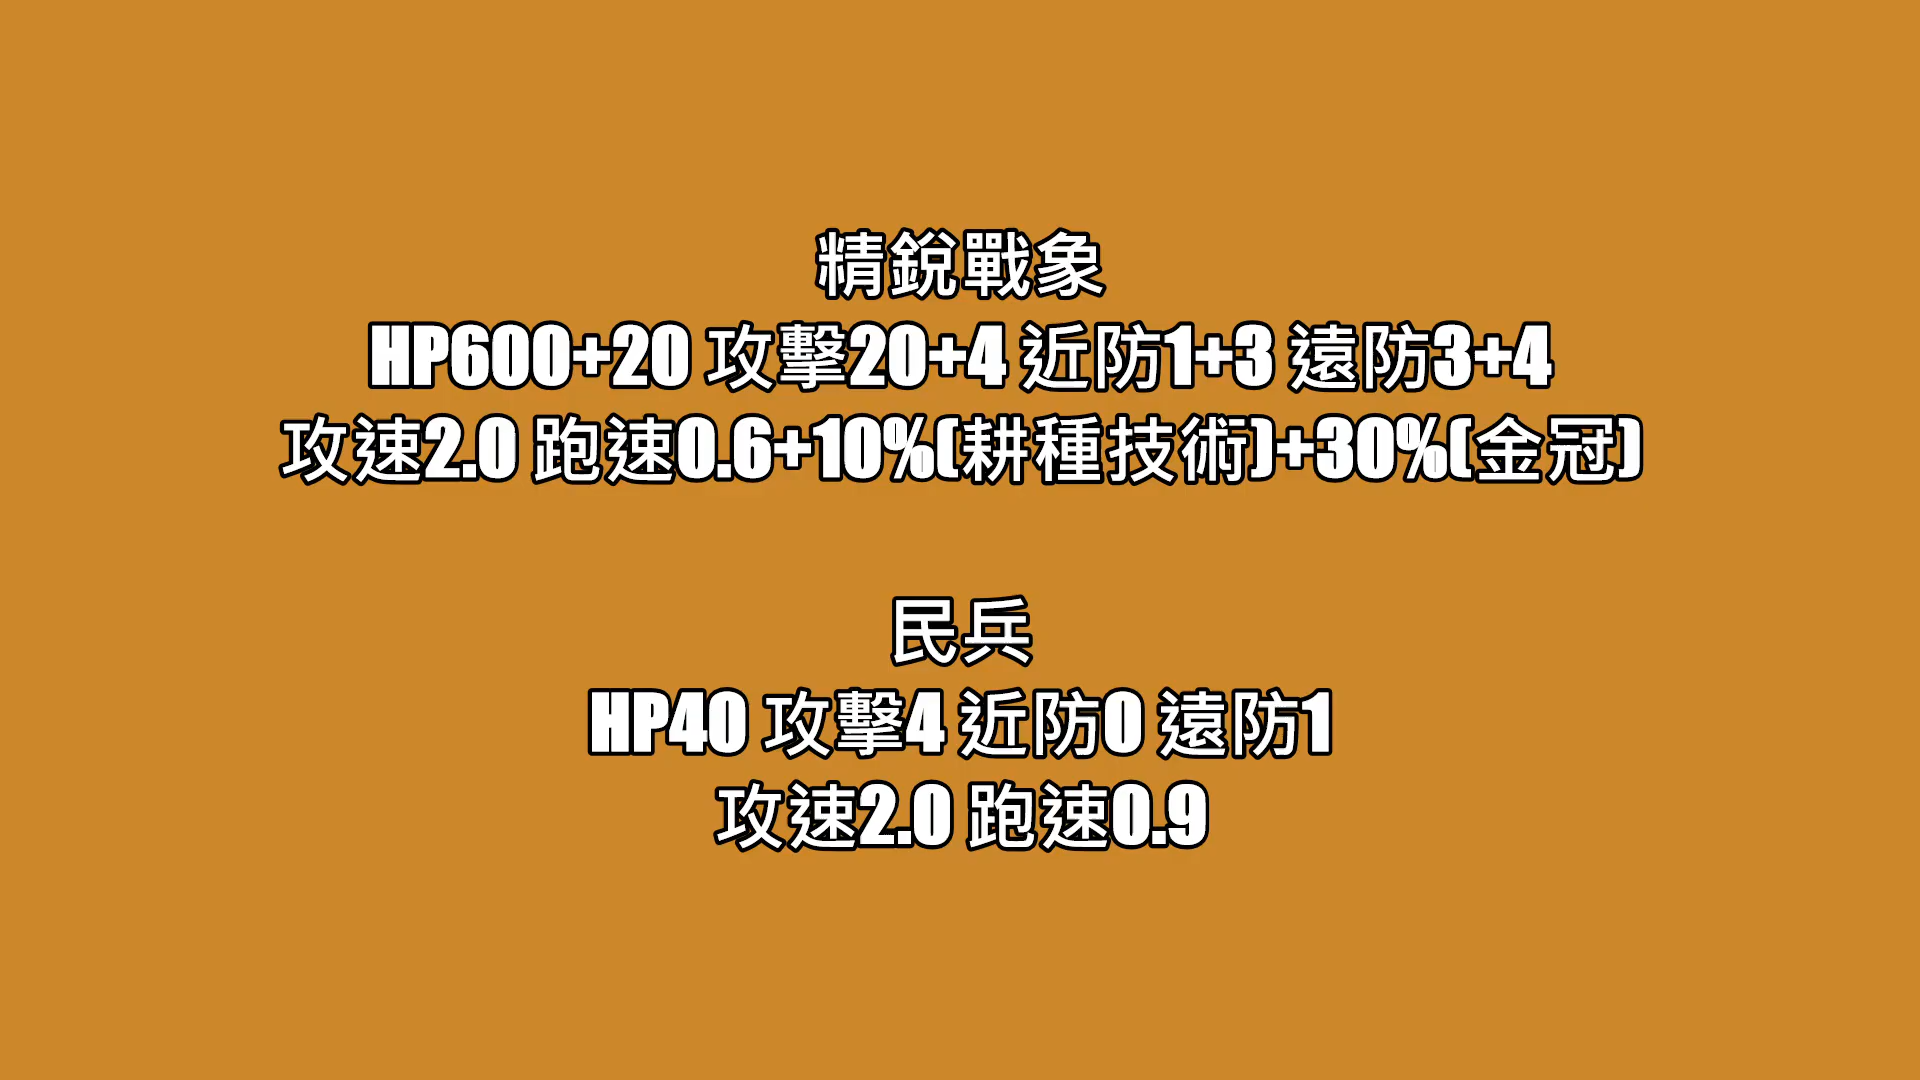 精銳戰象
HP600+20 攻擊20+4 近防1+3 遠防3+4
攻速2.0 跑速0.6+10%(耕種技術)+30%(金冠)
民兵
HP40 攻擊4 近防0 遠防1
攻速2.0 跑速0.9